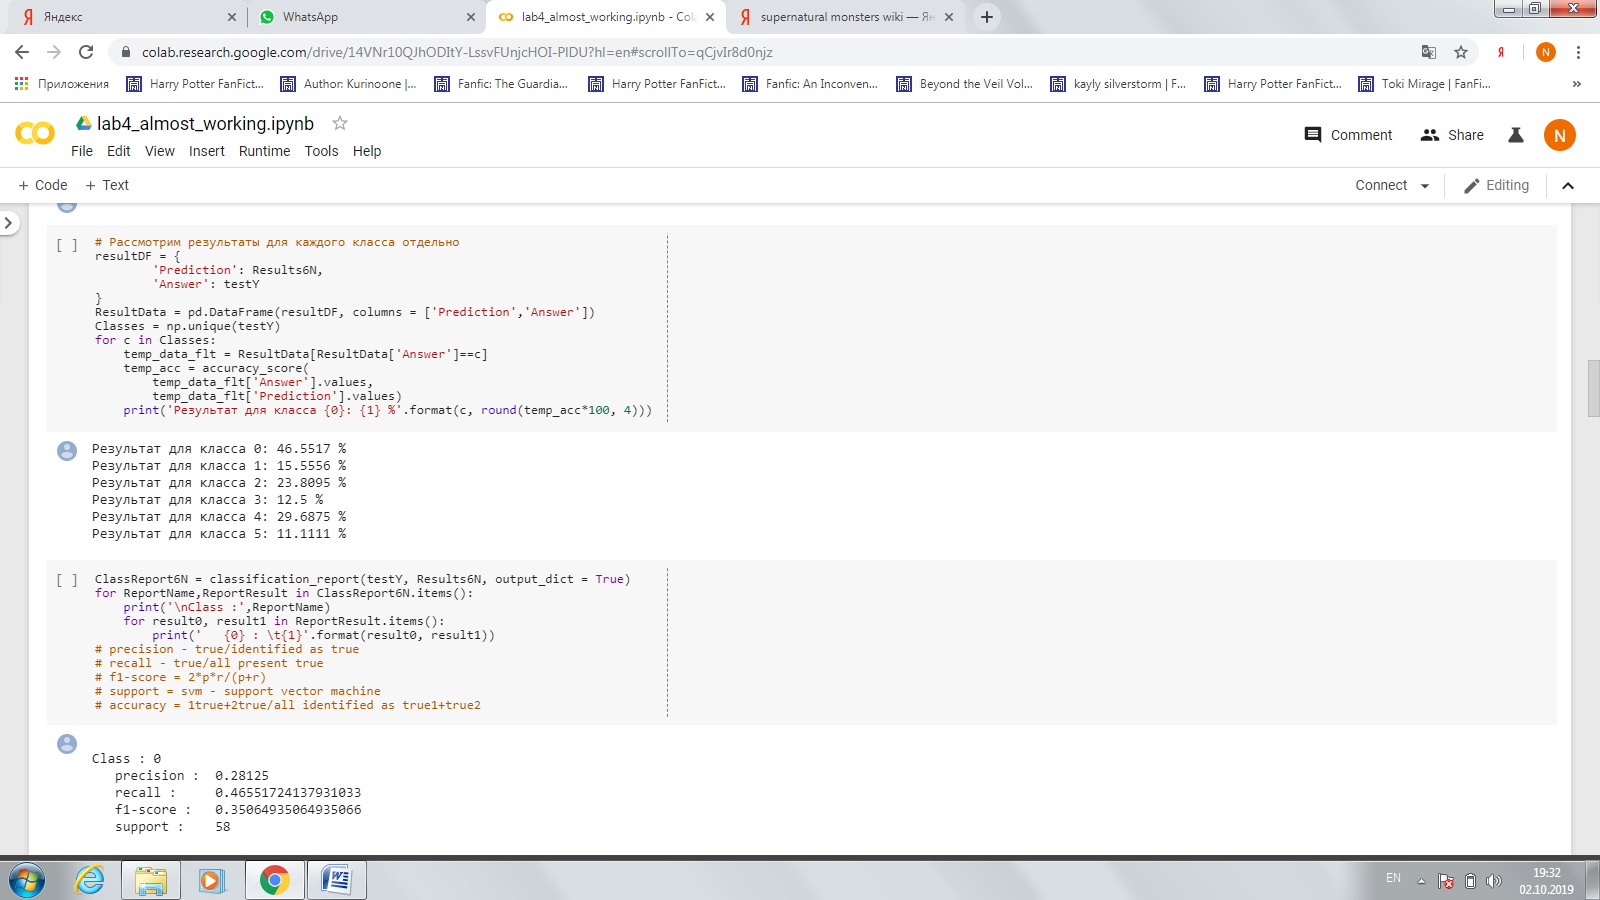 Яндекс
WhatsApp
lab4_almost_working.ipynb - Col
supernatural monsters wiki — Ян
colab.research.google.com/drive/14VNr10QJhODItY-LssvFUnjcHOI-PIDU?hl=en#scrollTo=qCjvIr8d0njz
Приложения
Harry Potter FanFict...
Author: Kurinoone |...
Fanfic: The Guardia...
Harry Potter FanFict...
Fanfic: An Inconven...
Beyond the Veil Vol...
kayly silverstorm | F...
Harry Potter FanFict...
Toki Mirage | FanFi...
»
lab4_almost_working.ipynb
Comment
Share
N
File Edit View Insert Runtime Tools Help
+ Code + Text
Connect
Editing
[ ] # Рассмотрим результаты для каждого класса отдельно
resultDF = {
'Prediction': Results6N,
'Answer': testY
}
ResultData = pd.DataFrame(resultDF, columns = ['Prediction','Answer'])
Classes = np.unique(testY)
for c in Classes:
temp_data_flt = ResultData[ResultData['Answer']==c]
temp_acc = accuracy_score(
temp_data_flt['Answer'].values,
temp_data_flt['Prediction'].values)
print('Результат для класса {0}: {1} %'.format(c, round(temp_acc*100, 4)))
Результат для класса 0: 46.5517 %
Результат для класса 1: 15.5556 %
Результат для класса 2: 23.8095 %
Результат для класса 3: 12.5 %
Результат для класса 4: 29.6875 %
Результат для класса 5: 11.1111 %
[ ] ClassReport6N = classification_report(testY, Results6N, output_dict = True)
for ReportName,ReportResult in ClassReport6N.items():
print('\nClass :',ReportName)
for result0, result1 in ReportResult.items():
print('   {0} : \t{1}'.format(result0, result1))
# precision - true/identified as true
# recall - true/all present true
# f1-score = 2*p*r/(p+r)
# support = svm - support vector machine
# accuracy = 1true+2true/all identified as true1+true2
Class : 0
precision : 0.28125
recall : 0.46551724137931033
f1-score : 0.35064935064935066
support : 58
EN
19:32
02.10.2019